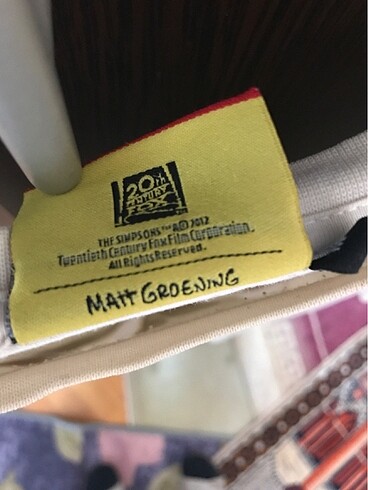 20th
CENTURY
FOX
THE SIMPSONS TM & © 2012
Twentieth Century Fox Film Corporation.
All Rights Reserved.
MATT GROENING